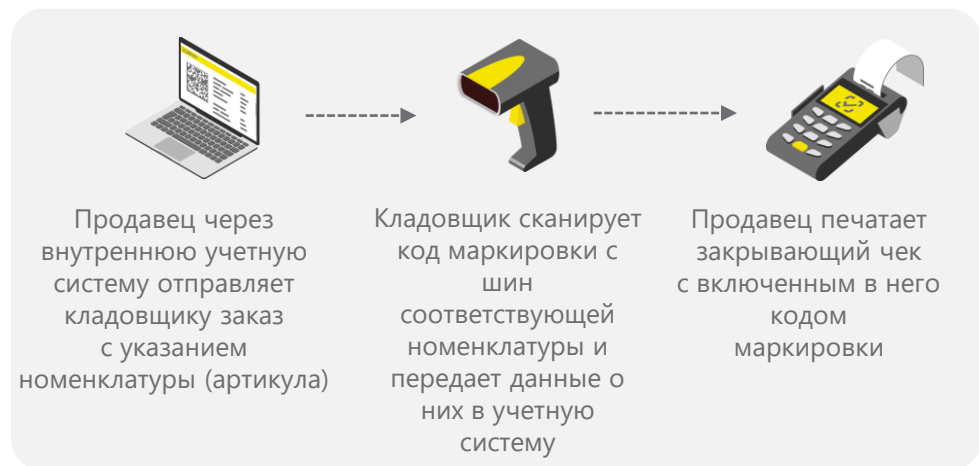 Продавец через
внутреннюю учетную
систему отправляет
кладовщику заказ
с указанием
номенклатуры (артикула)
Кладовщик сканирует
код маркировки с
шин
соответствующей
номенклатуры и
передает данные о
них в учетную
систему
Продавец печатает
закрывающий чек
с включенным в него
кодом
маркировки